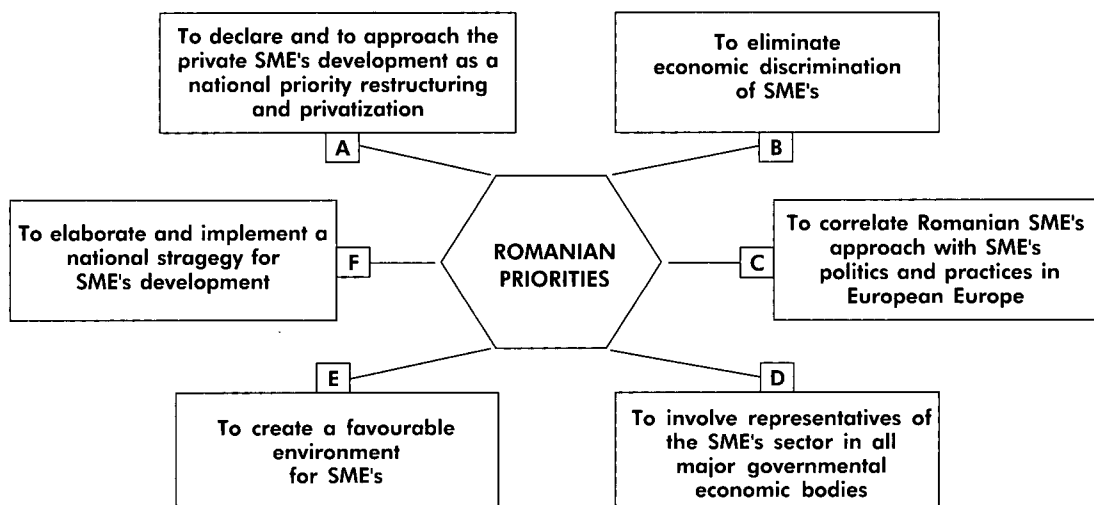 To declare and to approach the
private SME's development as a
national priority restructuring
and privatization
A
To eliminate
economic discrimination
of SME's
B
To correlate Romanian SME's
approach with SME's
politics and practices in
European Europe
C
To involve representatives of
the SME's sector in all
major governmental
economic bodies
D
To create a favourable
environment
for SME's
E
To elaborate and implement a
national stragegy for
SME's development
F
ROMANIAN
PRIORITIES